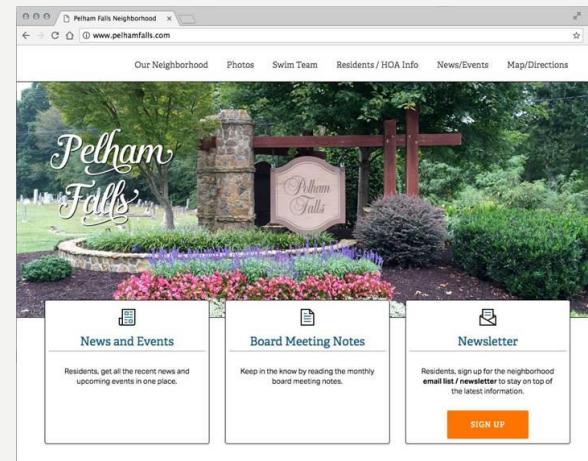 Pelham Falls Neighborhood
www.pelhamfalls.com
Our Neighborhood Photos Swim Team Residents / HOA Info News/Events Map/Directions
Pelham
Falls
Pelham
Falls
News and Events
Residents, get all the recent news and
upcoming events in one place.
Board Meeting Notes
Keep in the know by reading the monthly
board meeting notes.
Newsletter
Residents, sign up for the neighborhood
email list / newsletter to stay on top of
the latest information.
SIGN UP